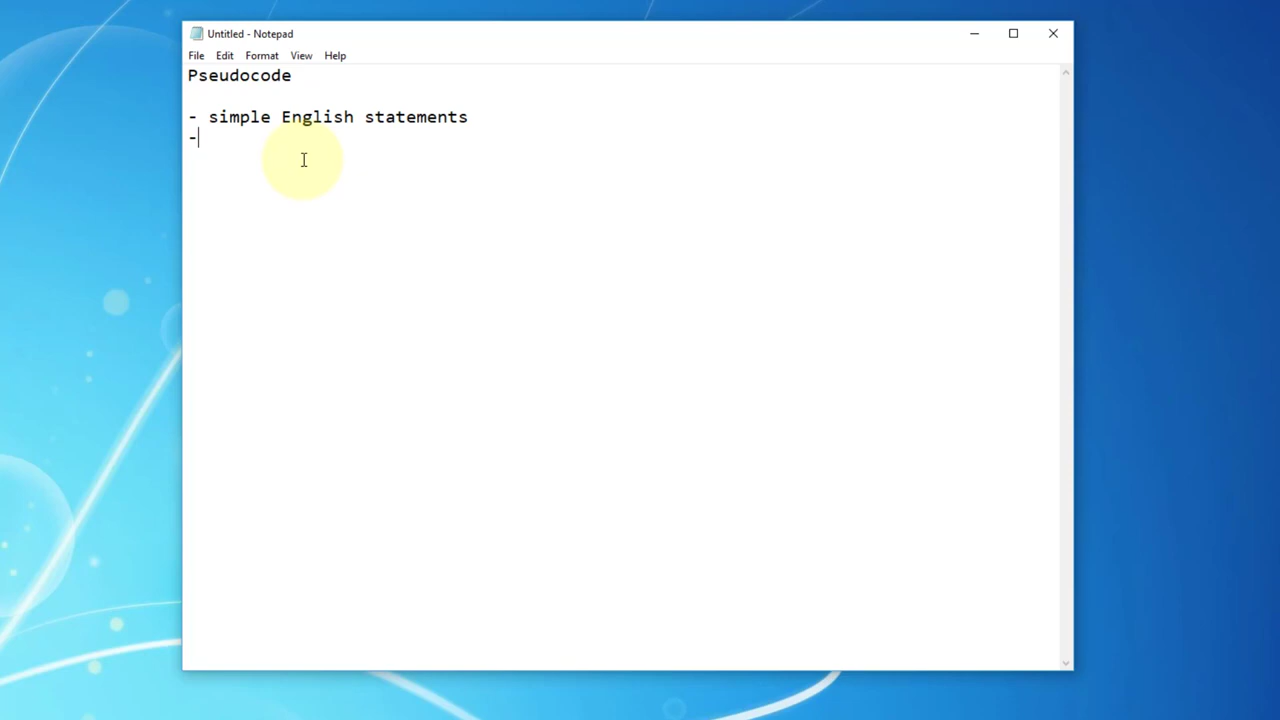 Untitled - Notepad
File Edit Format View Help
Pseudocode
- simple English statements
-